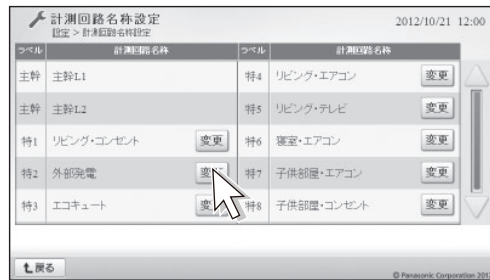 計測回路名称設定
2012/10/21 12:00
設定 > 計測回路名称設定
ラベル 計測回路名称 ラベル 計測回路名称
主幹 主幹L1 特4 リビング・エアコン 変更
主幹 主幹L2 特5 リビング・テレビ 変更
特1 リビング・コンセント 変更 特6 寝室・エアコン 変更
特2 外部発電 変 特7 子供部屋・エアコン 変更
特3 エコキュート 変 特8 子供部屋・コンセント 変更
戻る
© Panasonic Corporation 2012